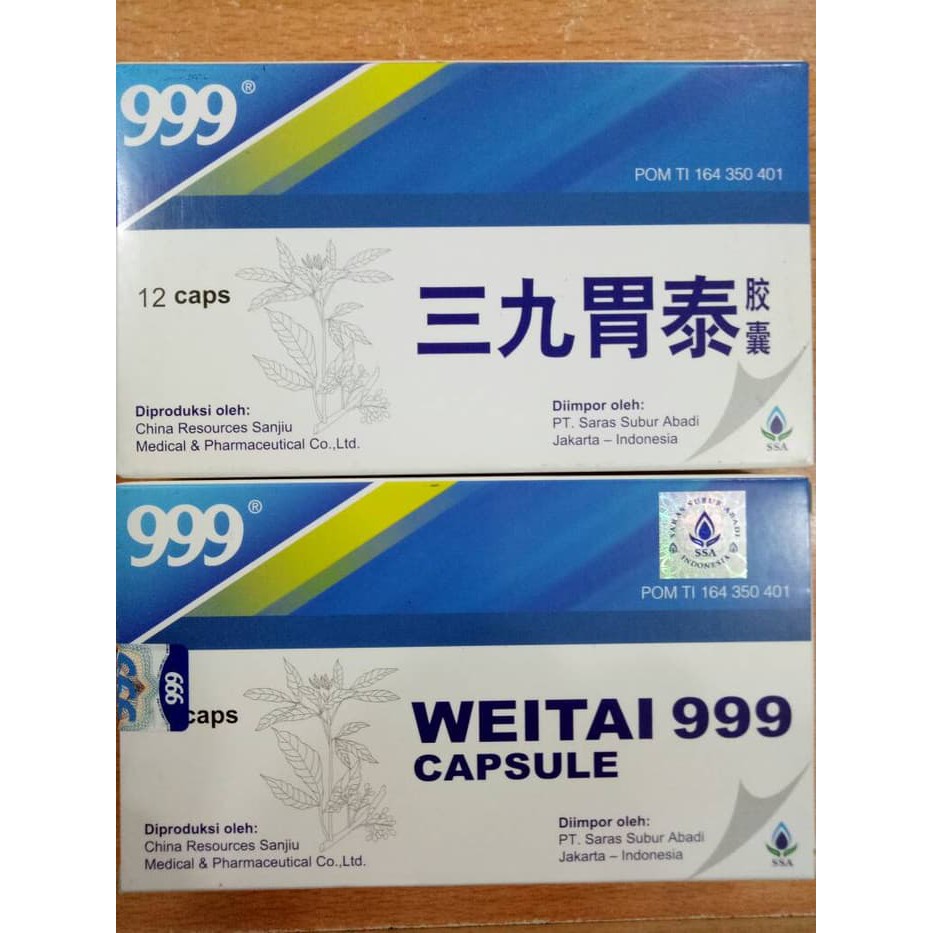 999®
POM TI 164 350 401
12 caps
三九胃泰胶囊
Diproduksi oleh:
China Resources Sanjiu
Medical & Pharmaceutical Co.,Ltd.
Diimpor oleh:
PT. Saras Subur Abadi
Jakarta – Indonesia
SSA
999®
SARAS SUBUR ABADI
SSA
INDONESIA
POM TI 164 350 401
999
caps
WEITAI 999
CAPSULE
Diproduksi oleh:
China Resources Sanjiu
Medical & Pharmaceutical Co.,Ltd.
Diimpor oleh:
PT. Saras Subur Abadi
Jakarta – Indonesia
SSA